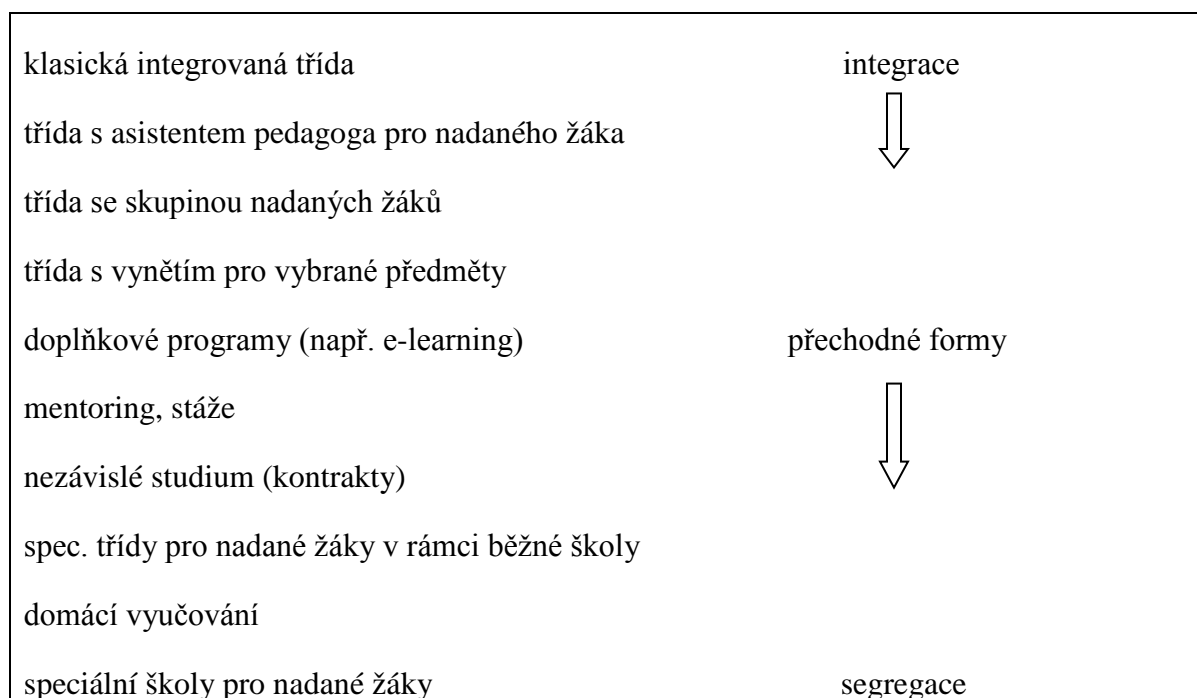 klasická integrovaná třída integrace
třída s asistentem pedagoga pro nadaného žáka
třída se skupinou nadaných žáků
třída s vynětím pro vybrané předměty
doplňkové programy (např. e-learning) přechodné formy
mentoring, stáže
nezávislé studium (kontrakty)
spec. třídy pro nadané žáky v rámci běžné školy
domácí vyučování
speciální školy pro nadané žáky segregace